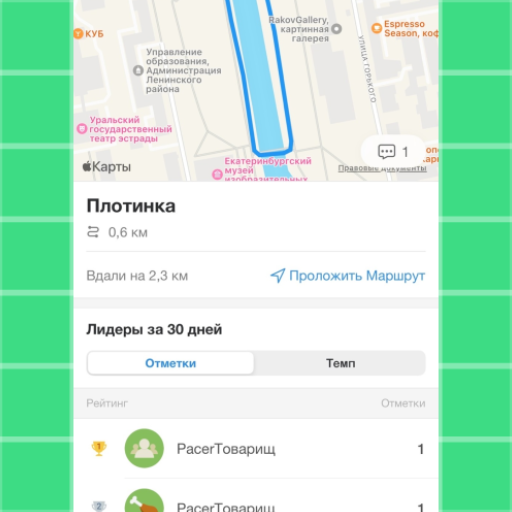 RakovGallery,
картинная
галерея
Espresso
Season, коф
КУБ
УЛИЦА ГОРЬКОГО
Управление
образования,
Администрация
Ленинского
района
Уральский
государственный
театр эстрады
1
Екатеринбургский
музей
изобразительных
Карты
Правовые документы
Плотинка
0,6 км
Вдали на 2,3 км
Проложить Маршрут
Лидеры за 30 дней
Отметки
Темп
Рейтинг
Отметки
1
PacerТоварищ
1
2
PacerТоварищ
1